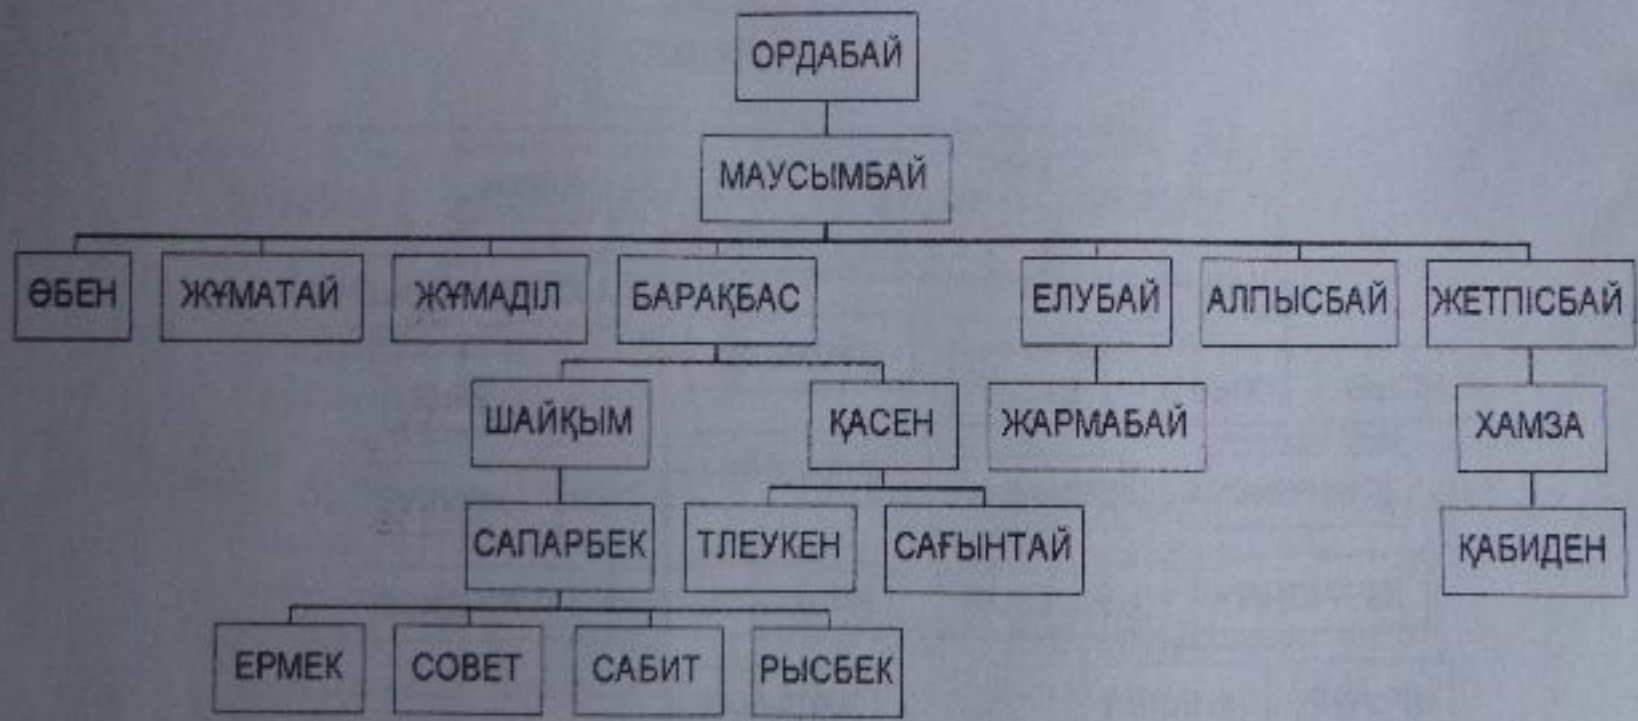 ОРДАБАЙ
МАУСЫМБАЙ
ӨБЕН ЖҰМАТАЙ ЖҰМАДІЛ БАРАҚБАС ЕЛУБАЙ АЛПЫСБАЙ ЖЕТПІСБАЙ
ШАЙҚЫМ ҚАСЕН ЖАРМАБАЙ ХАМЗА
САПАРБЕК ТЛЕУКЕН САҒЫНТАЙ ҚАБИДЕН
ЕРМЕК СОВЕТ САБИТ РЫСБЕК